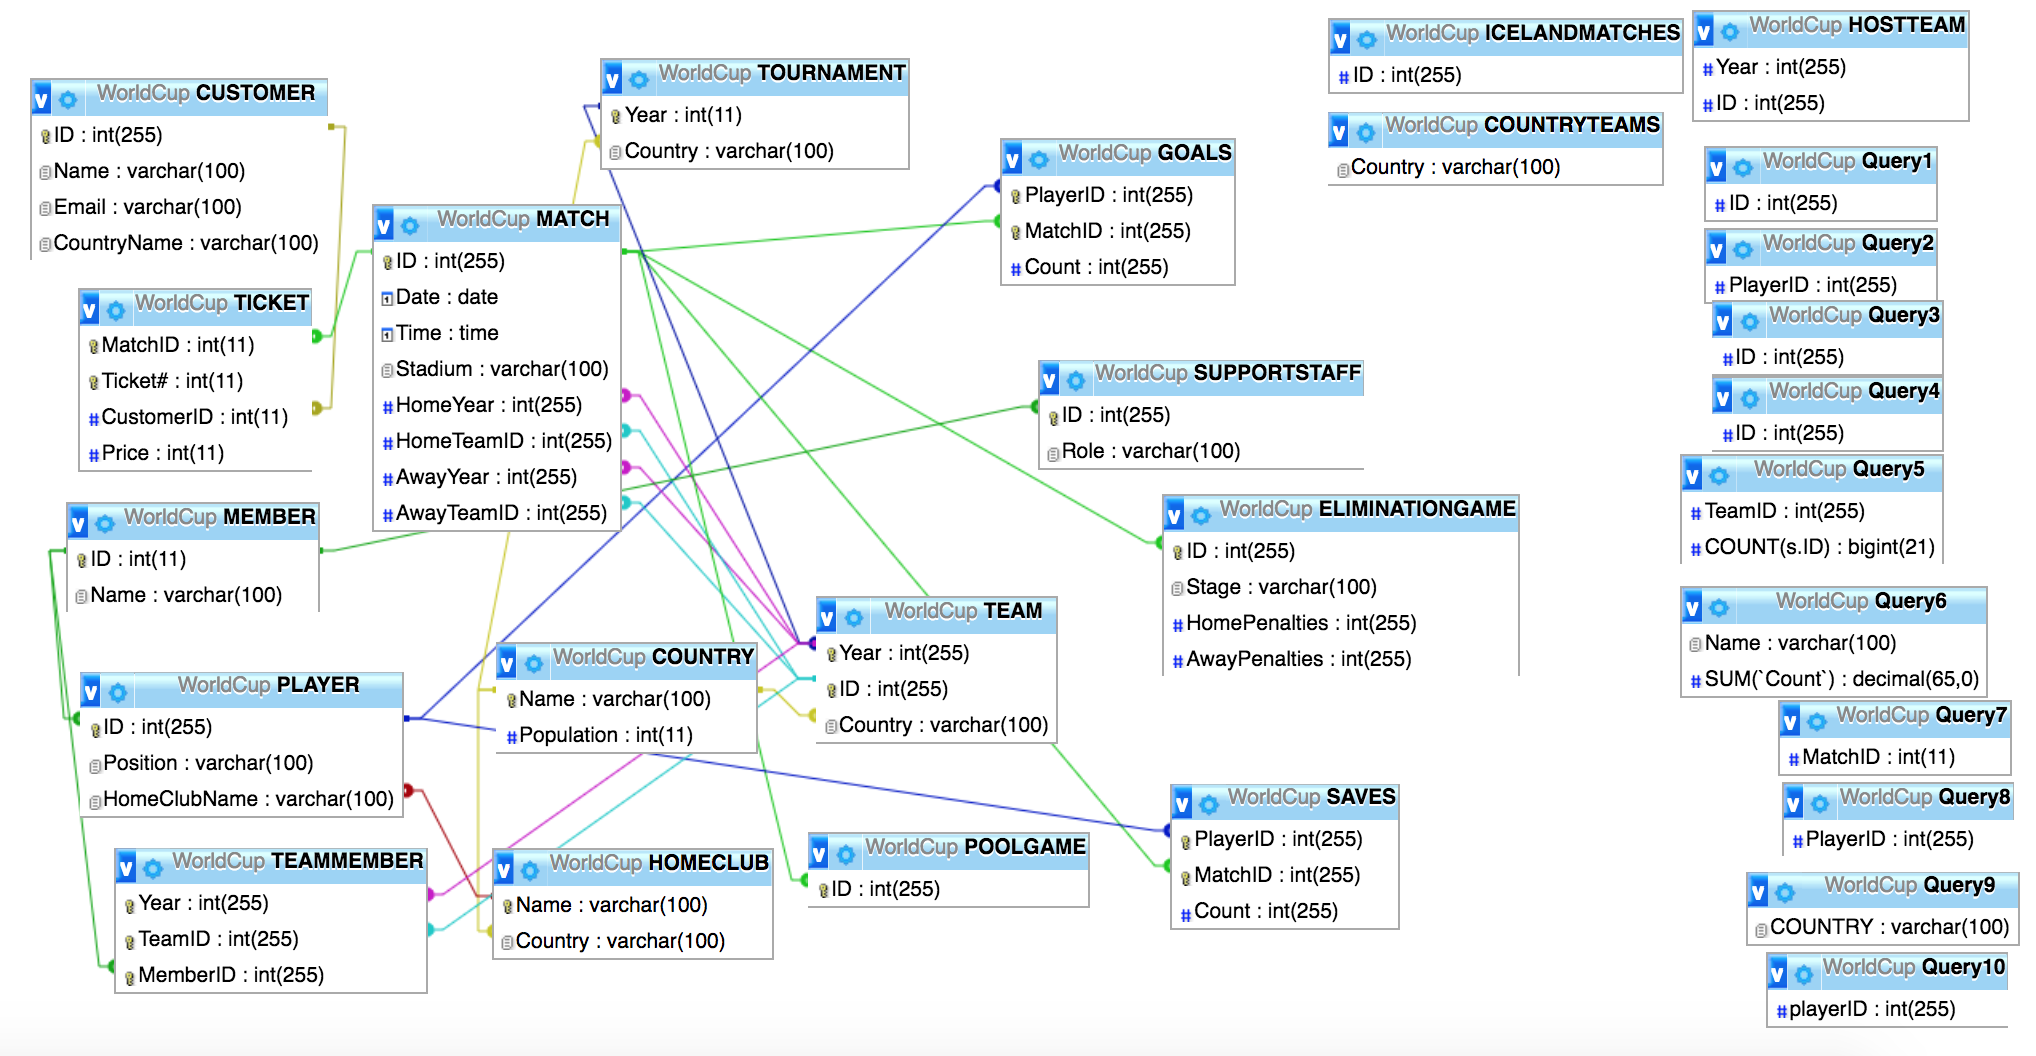 WorldCup CUSTOMER
ID : int(255)
Name : varchar(100)
Email : varchar(100)
CountryName : varchar(100)
WorldCup TICKET
MatchID : int(11)
Ticket# : int(11)
#CustomerID : int(11)
#Price : int(11)
WorldCup MEMBER
ID : int(11)
Name : varchar(100)
WorldCup PLAYER
ID : int(255)
Position : varchar(100)
HomeClubName : varchar(100)
WorldCup TEAMMEMBER
Year : int(255)
TeamID : int(255)
MemberID : int(255)
WorldCup MATCH
ID : int(255)
Date : date
Time : time
Stadium : varchar(100)
#HomeYear : int(255)
#HomeTeamID : int(255)
#AwayYear : int(255)
#AwayTeamID : int(255)
WorldCup TOURNAMENT
Year : int(11)
Country : varchar(100)
WorldCup COUNTRY
Name : varchar(100)
#Population : int(11)
WorldCup HOMECLUB
Name : varchar(100)
Country : varchar(100)
WorldCup TEAM
Year : int(255)
ID : int(255)
Country : varchar(100)
WorldCup POOLGAME
ID : int(255)
WorldCup GOALS
PlayerID : int(255)
MatchID : int(255)
#Count : int(255)
WorldCup SUPPORTSTAFF
ID : int(255)
Role : varchar(100)
WorldCup ELIMINATIONGAME
ID : int(255)
Stage : varchar(100)
#HomePenalties : int(255)
#AwayPenalties : int(255)
WorldCup SAVES
PlayerID : int(255)
MatchID : int(255)
#Count : int(255)
WorldCup ICELANDMATCHES
#ID : int(255)
WorldCup COUNTRYTEAMS
Country : varchar(100)
WorldCup HOSTTEAM
#Year : int(255)
#ID : int(255)
WorldCup Query1
#ID : int(255)
WorldCup Query2
#PlayerID : int(255)
WorldCup Query3
#ID : int(255)
WorldCup Query4
#ID : int(255)
WorldCup Query5
#TeamID : int(255)
#COUNT(s.ID) : bigint(21)
WorldCup Query6
Name : varchar(100)
#SUM(`Count`) : decimal(65,0)
WorldCup Query7
#MatchID : int(11)
WorldCup Query8
#PlayerID : int(255)
WorldCup Query9
COUNTRY : varchar(100)
WorldCup Query10
#playerID : int(255)